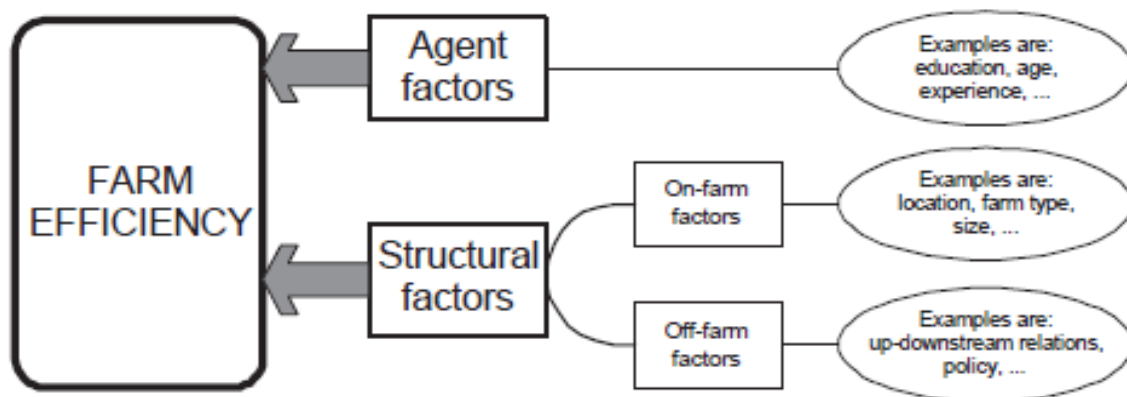 FARM
EFFICIENCY
Agent
factors
Examples are:
education, age,
experience, ...
Structural
factors
On-farm
factors
Examples are:
location, farm type,
size, ...
Off-farm
factors
Examples are:
up-downstream relations,
policy, ...